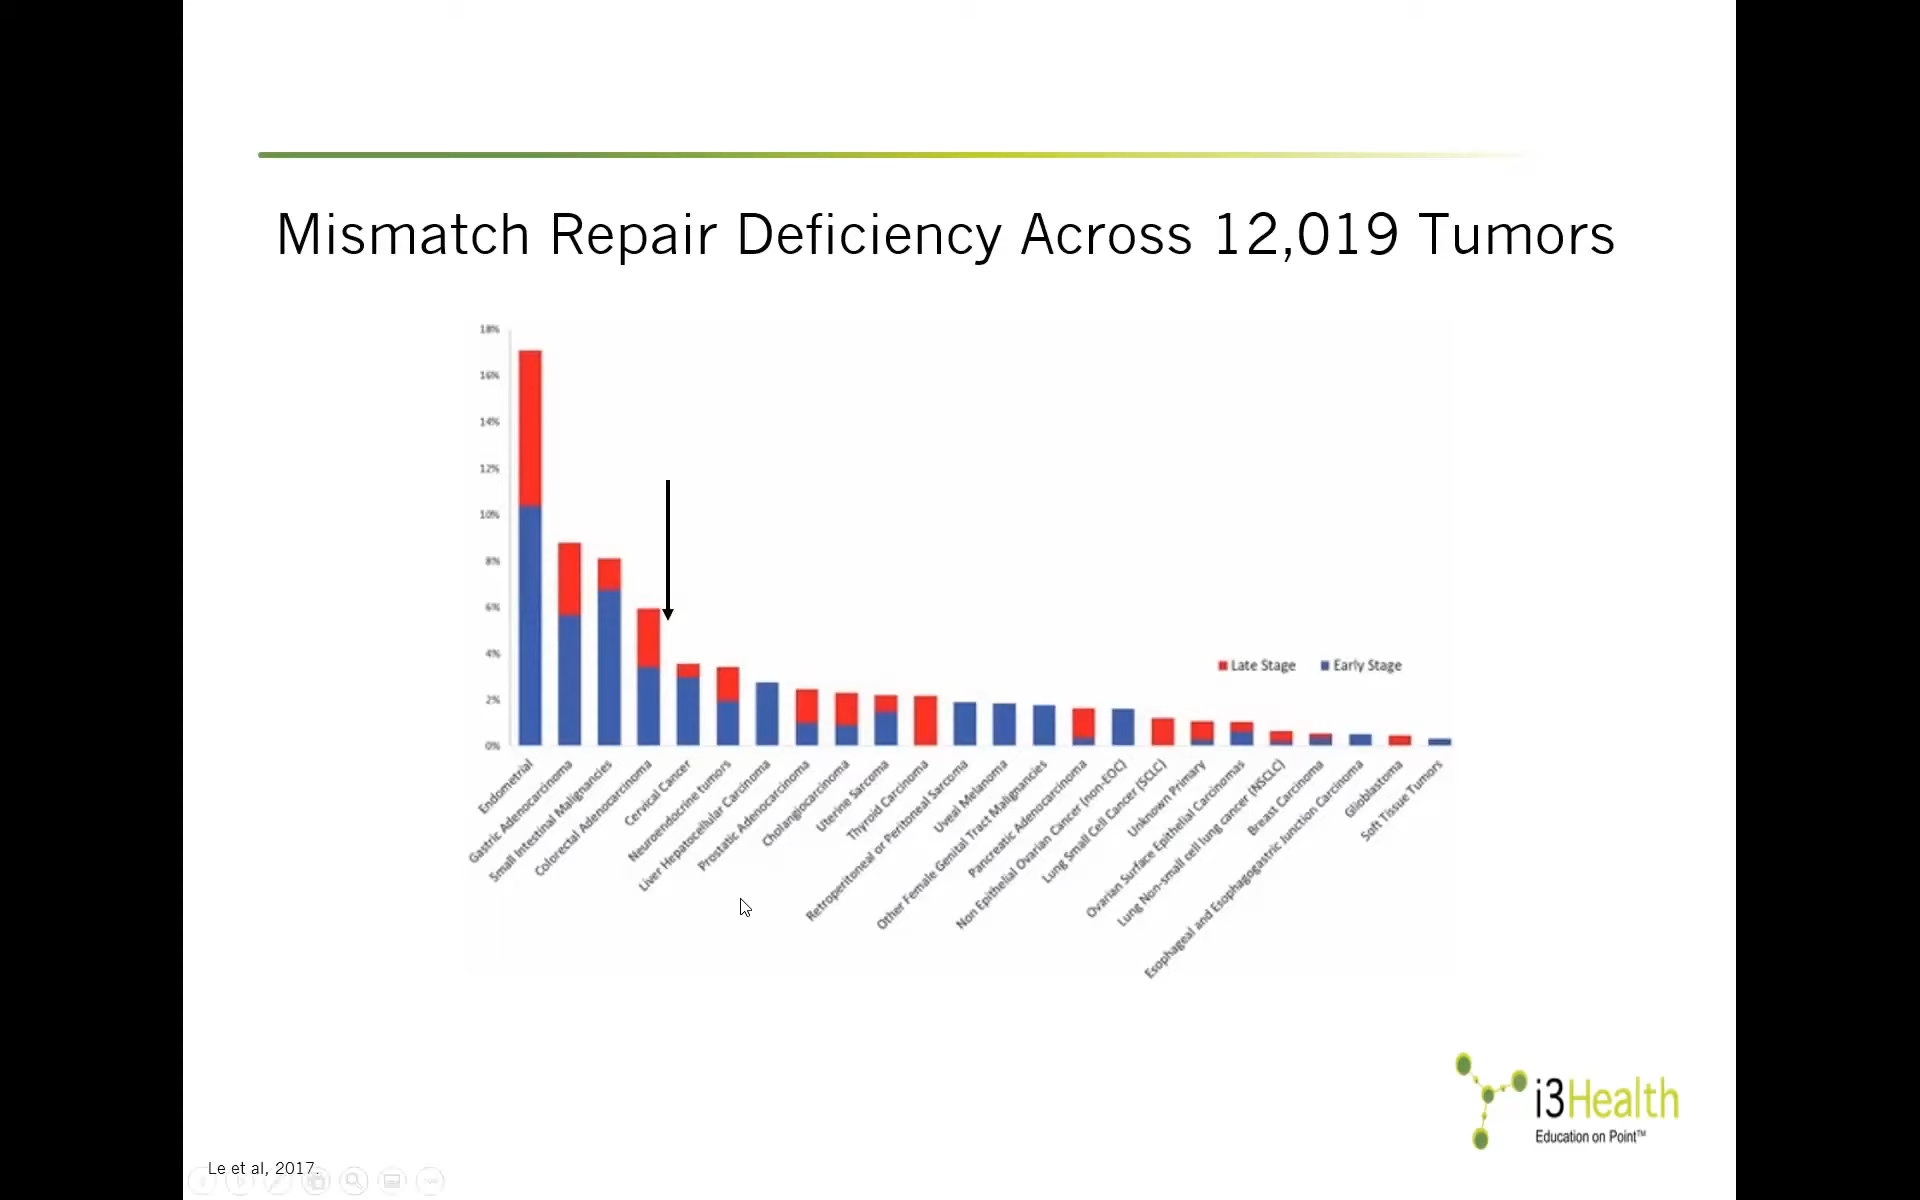 Mismatch Repair Deficiency Across 12,019 Tumors
18%
16%
14%
12%
10%
8%
6%
4%
2%
0%
Late Stage
Early Stage
Endometrial
Gastric Adenocarcinoma
Small Intestinal Malignancies
Colorectal Adenocarcinoma
Cervical Cancer
Neuroendocrine tumors
Liver Hepatocellular Carcinoma
Prostatic Adenocarcinoma
Cholangiocarcinoma
Uterine Sarcoma
Thyroid Carcinoma
Retroperitoneal or Peritoneal Sarcoma
Uveal Melanoma
Other Female Genital Tract Malignancies
Pancreatic Adenocarcinoma
Non Epithelial Ovarian Cancer (non-EOC)
Lung Small Cell Cancer (SCLC)
Unknown Primary
Ovarian Surface Epithelial Carcinomas
Lung Non-small cell lung cancer (NSCLC)
Breast Carcinoma
Esophageal and Esophagogastric Junction Carcinoma
Glioblastoma
Soft Tissue Tumors
i3Health
Education on Point™
Le et al, 2017.